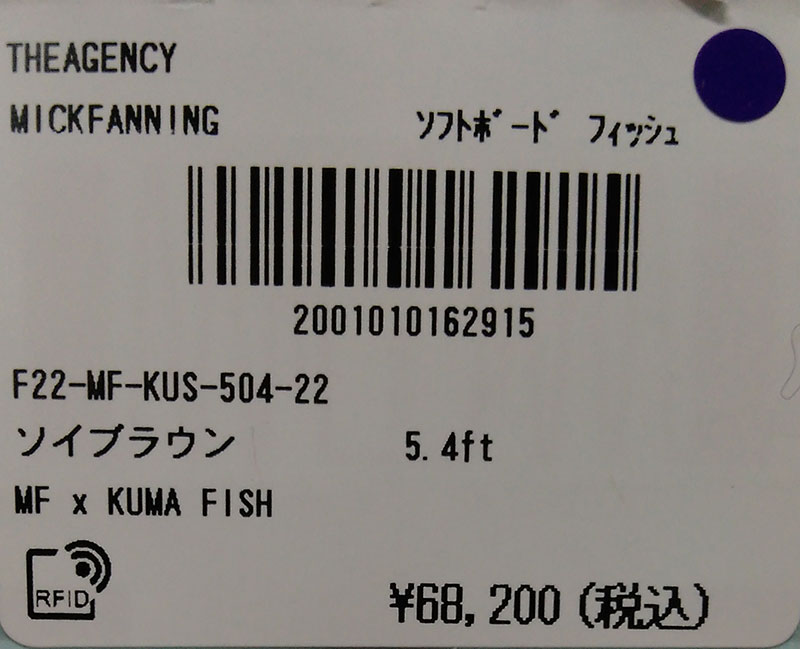 THEAGENCY
MICKFANNING ｿﾌﾄﾎﾞｰﾄﾞ ﾌｨｯｼｭ
2001010162915
F22-MF-KUS-504-22
ソイブラウン 5.4ft
MF x KUMA FISH
RFID
¥68,200(税込)